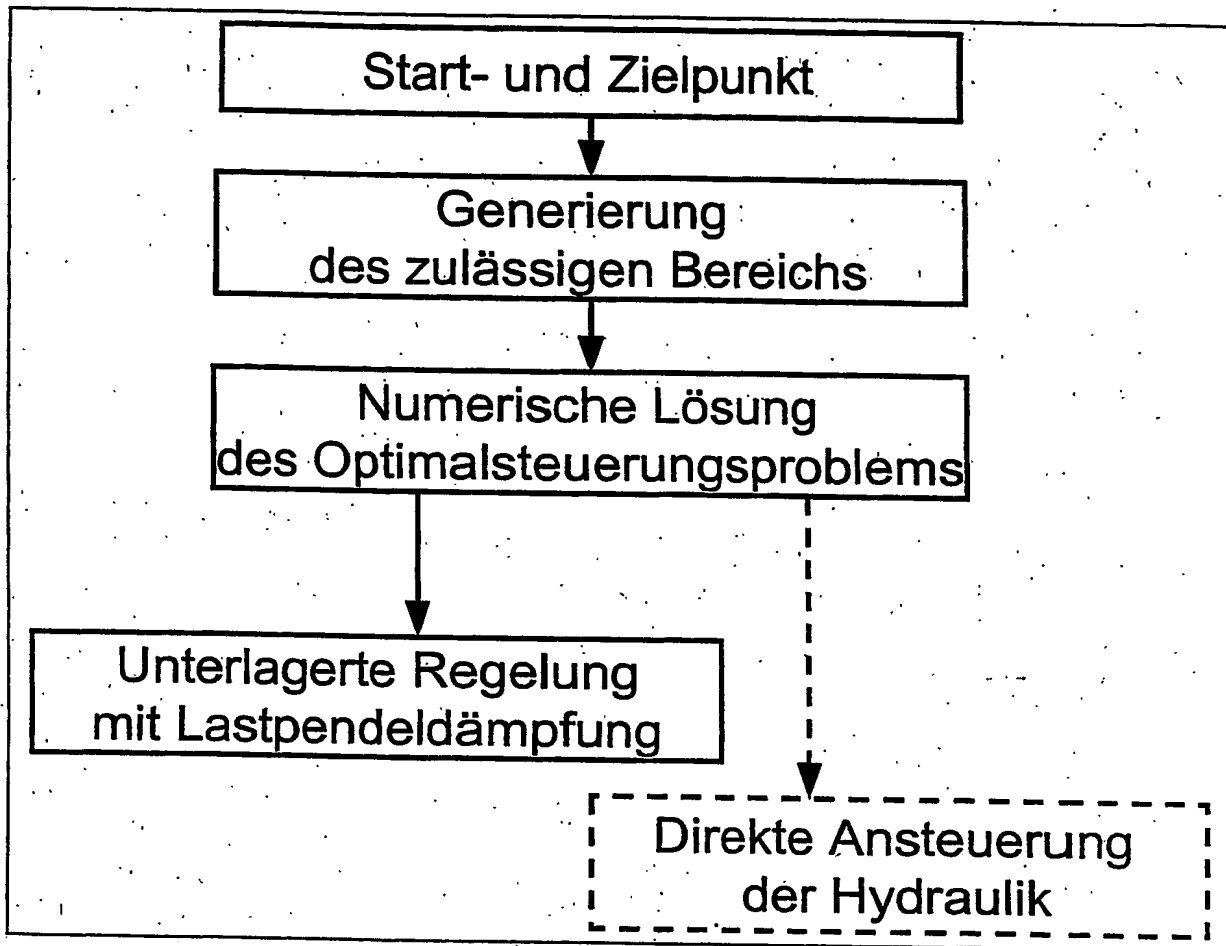 Start- und Zielpunkt
Generierung
des zulässigen Bereichs
Numerische Lösung
des Optimalsteuerungsproblems
Unterlagerte Regelung
mit Lastpendeldämpfung
Direkte Ansteuerung
der Hydraulik